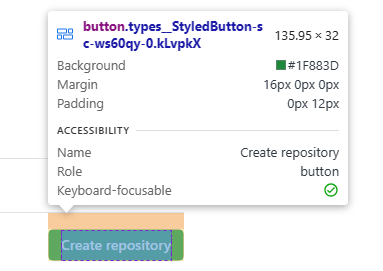 button.types__StyledButton-s
c-ws60qy-0.kLvpkX
135.95 × 32
Background #1F883D
Margin 16px 0px 0px
Padding 0px 12px
ACCESSIBILITY
Name Create repository
Role button
Keyboard-focusable
Create repository